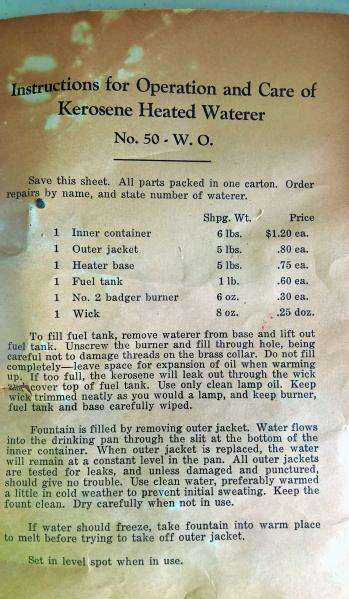 Instructions for Operation and Care of
Kerosene Heated Waterer
No. 50 - W. O.
Save this sheet. All parts packed in one carton. Order
repairs by name, and state number of waterer.
Shpg. Wt. Price
1 Inner container 6 lbs. $1.20 ea.
1 Outer jacket 5 lbs. .80 ea.
1 Heater base 5 lbs. .75 ea.
1 Fuel tank 1 lb. .60 ea.
1 No. 2 badger burner 6 oz. .30 ea.
1 Wick 8 oz. .25 doz.
To fill fuel tank, remove waterer from base and lift out
fuel tank. Unscrew the burner and fill through hole, being
careful not to damage threads on the brass collar. Do not fill
completely—leave space for expansion of oil when warming
up. If too full, the kerosene will leak out through the wick
cover top of fuel tank. Use only clean lamp oil. Keep
wick trimmed neatly as you would a lamp, and keep burner,
fuel tank and base carefully wiped.
Fountain is filled by removing outer jacket. Water flows
into the drinking pan through the slit at the bottom of the
inner container. When outer jacket is replaced, the water
will remain at a constant level in the pan. All outer jackets
are tested for leaks, and unless damaged and punctured,
should give no trouble. Use clean water, preferably warmed
a little in cold weather to prevent initial sweating. Keep the
fount clean. Dry carefully when not in use.
If water should freeze, take fountain into warm place
to melt before trying to take off outer jacket.
Set in level spot when in use.